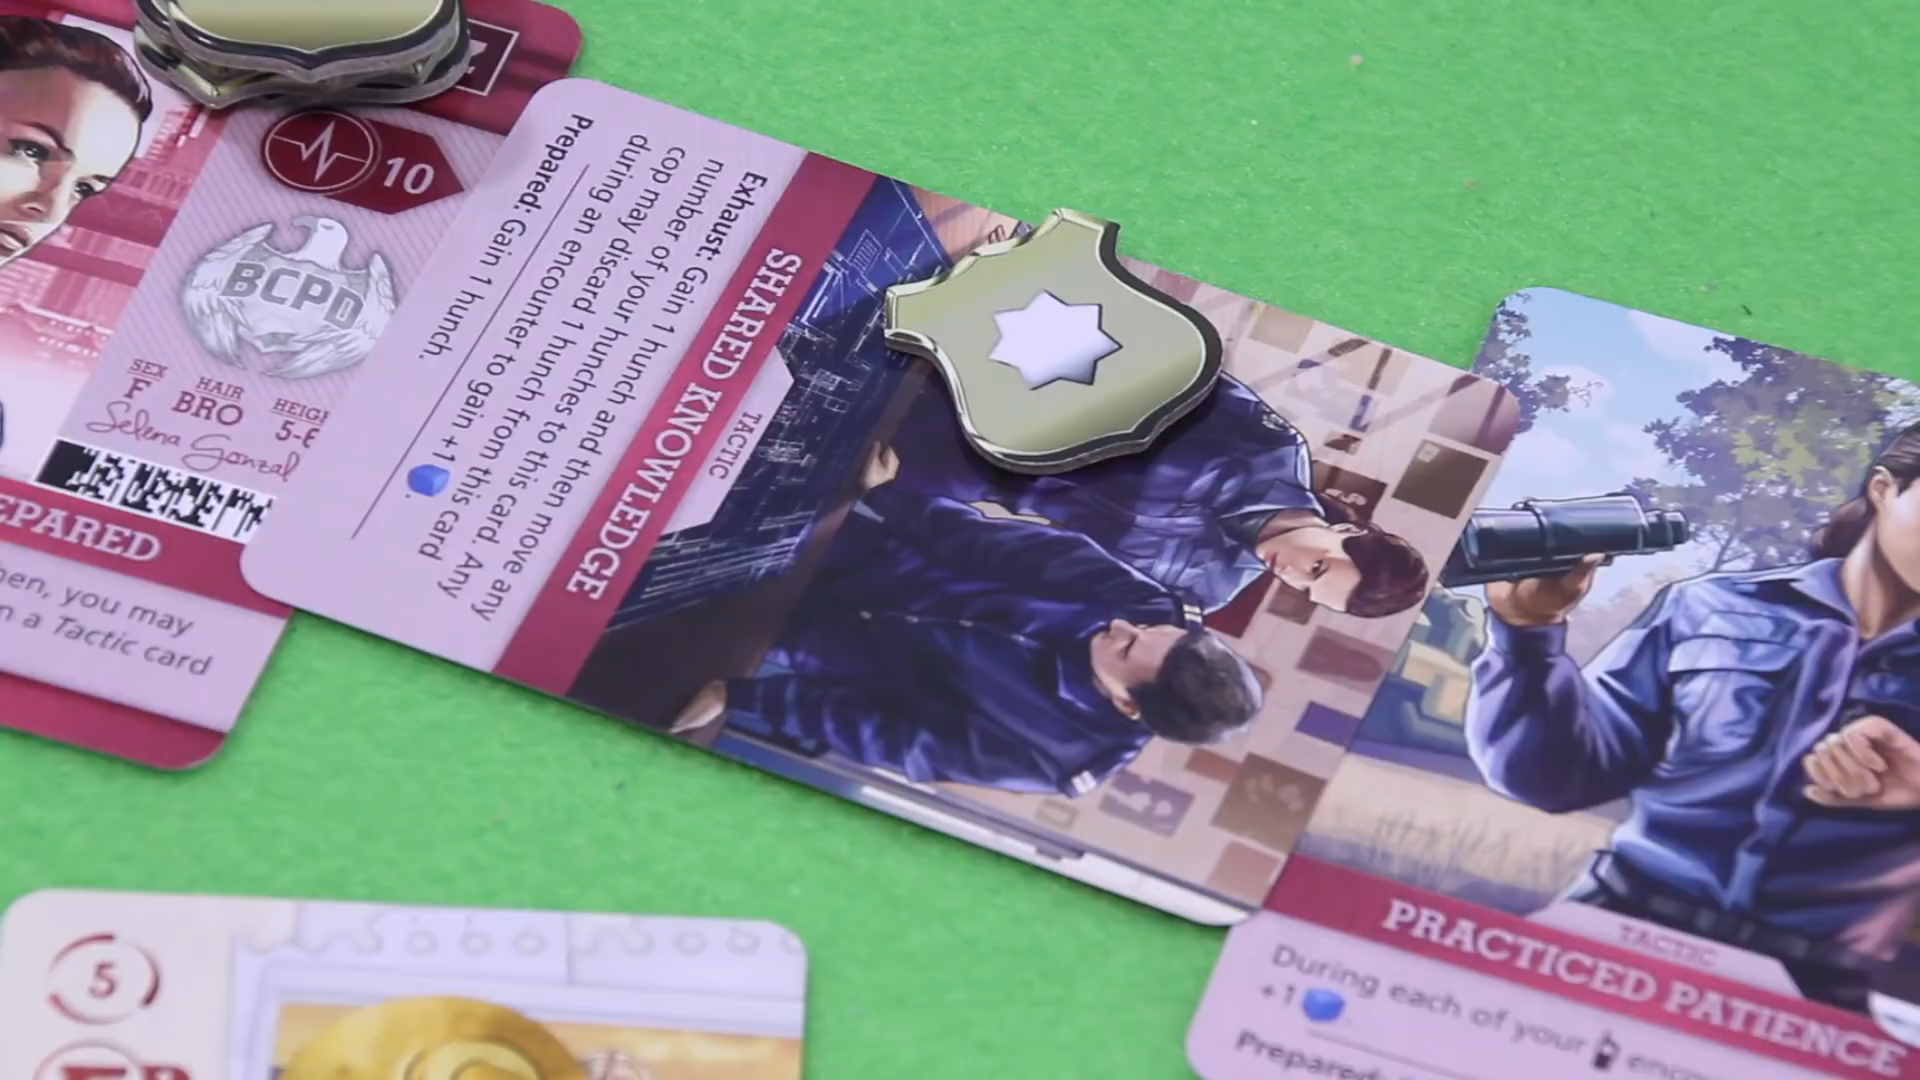 10
BCPD
SEX
F
HAIR
BRO
5-6
Selena Gonzal
EPARED
you may
a Tactic card
SHARED KNOWLEDGE
TACTIC
Exhaust: Gain 1 hunch and then move any
number of your hunches to this card. Any
cop may discard 1 hunch from this card
during an encounter to gain +1
Prepared: Gain 1 hunch.
PRACTICED PATIENCE
TACTIC
During each of your
+1
Prepared:
5